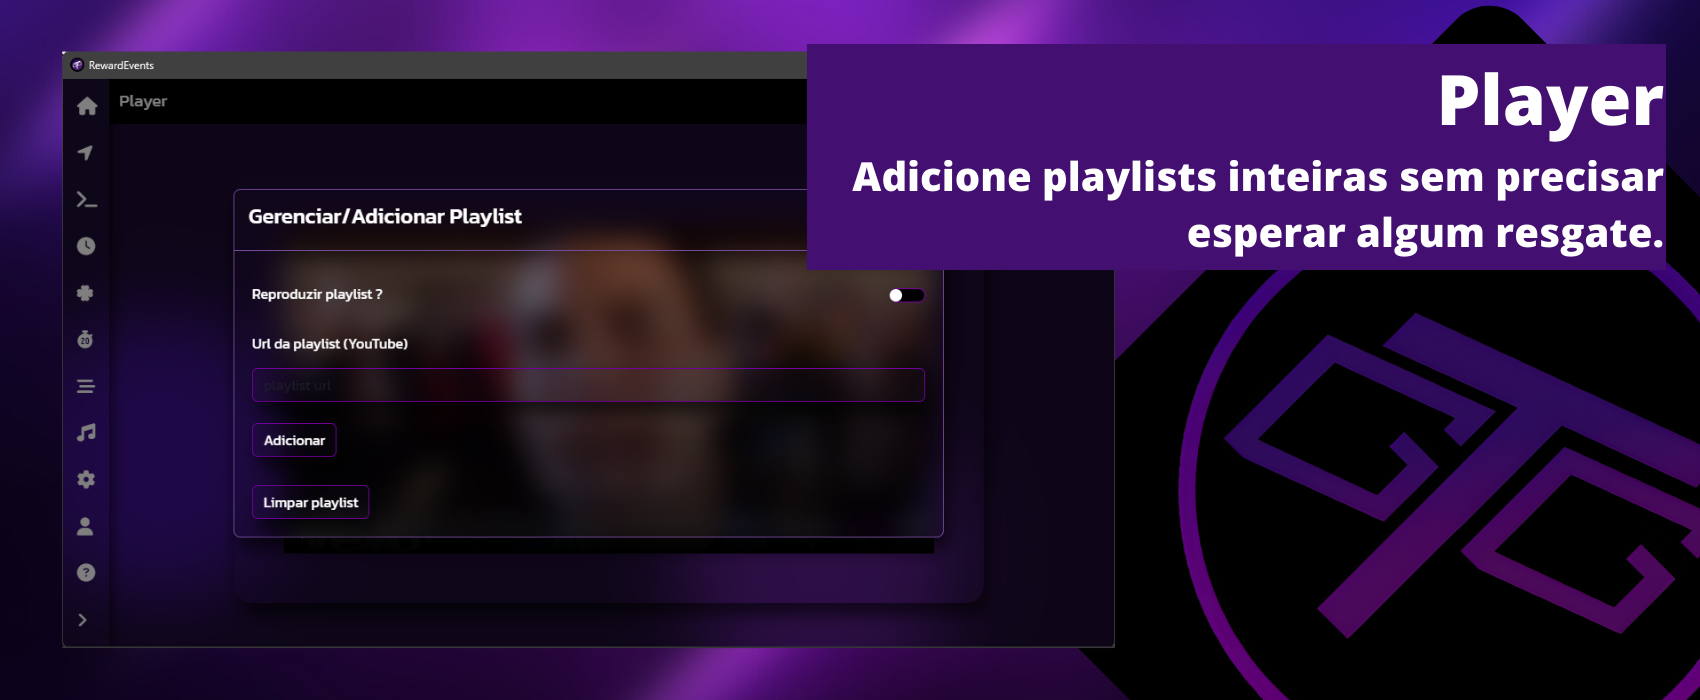 RewardEvents
Player
Player
Adicione playlists inteiras sem precisar
esperar algum resgate.
Gerenciar/Adicionar Playlist
Reproduzir playlist ?
Url da playlist (YouTube)
playlist url
Adicionar
Limpar playlist
20
?